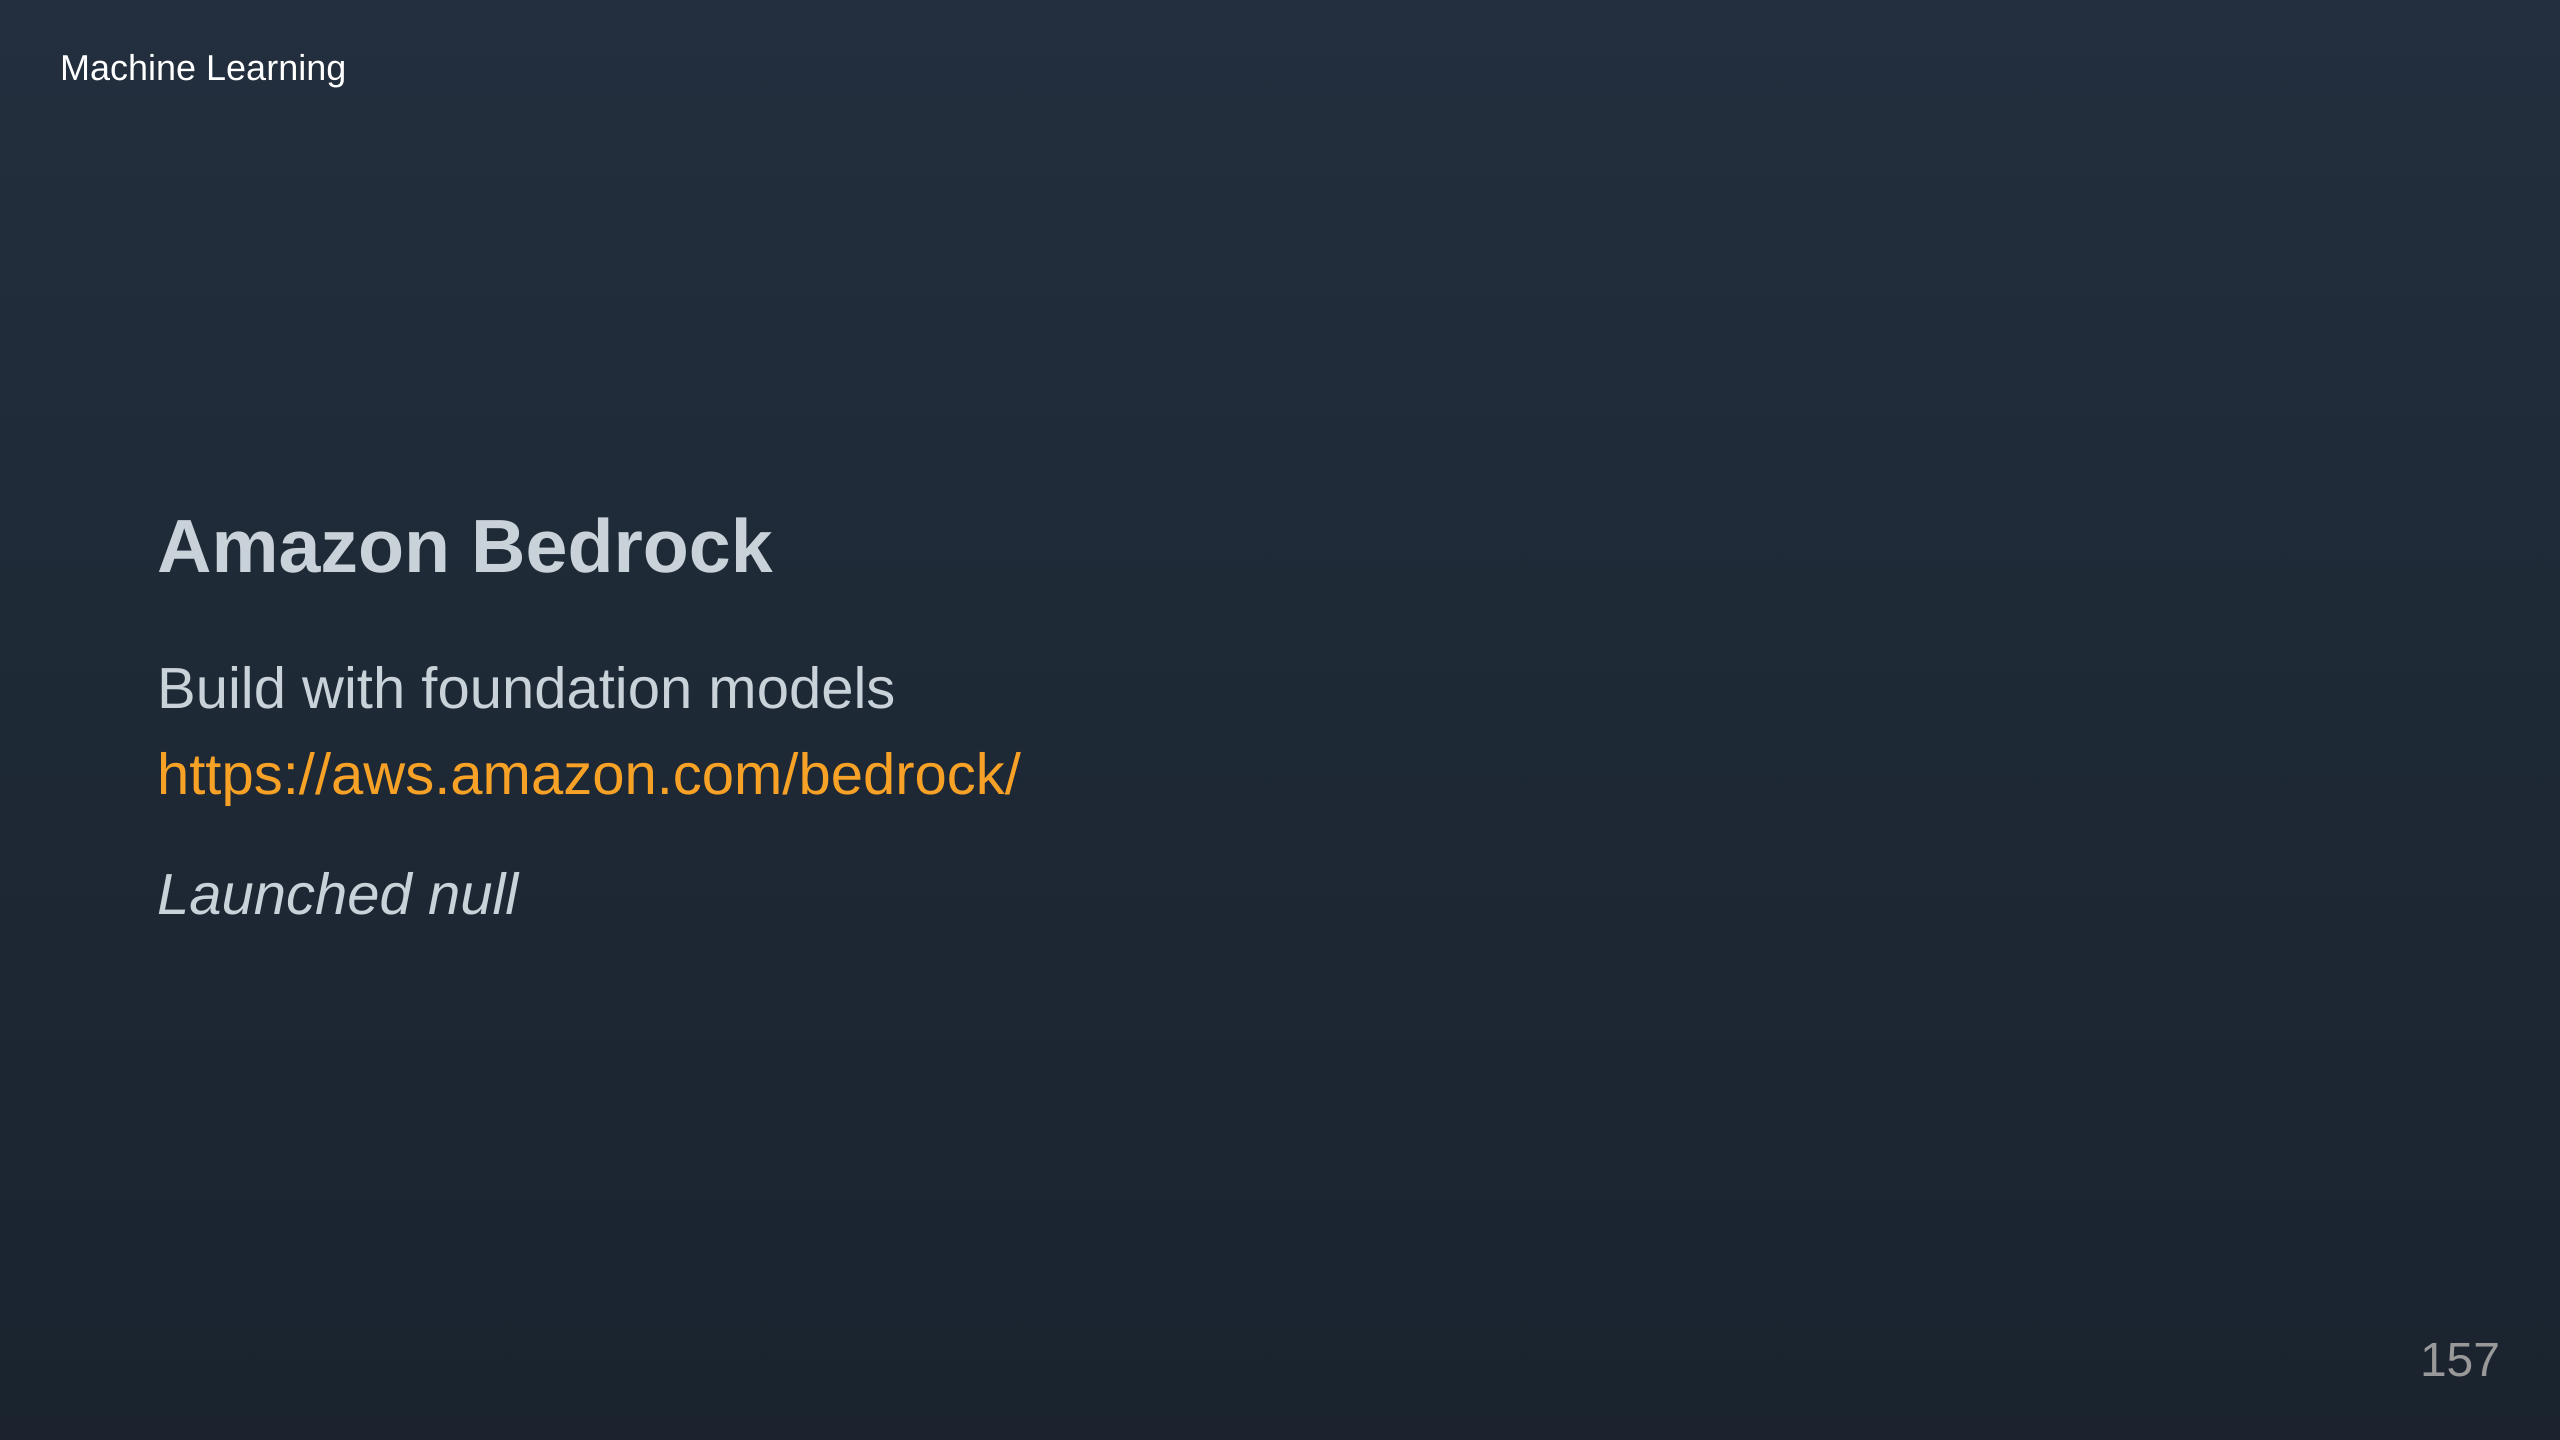 Machine Learning
Amazon Bedrock
Build with foundation models
https://aws.amazon.com/bedrock/
Launched null
157